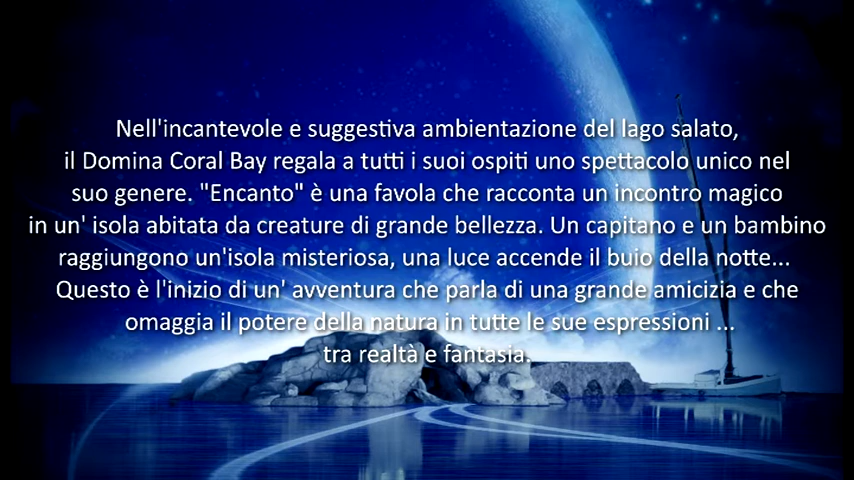 Nell'incantevole e suggestiva ambientazione del lago salato,
il Domina Coral Bay regala a tutti i suoi ospiti uno spettacolo unico nel
suo genere. "Encanto" è una favola che racconta un incontro magico
in un' isola abitata da creature di grande bellezza. Un capitano e un bambino
raggiungono un'isola misteriosa, una luce accende il buio della notte...
Questo è l'inizio di un' avventura che parla di una grande amicizia e che
omaggia il potere della natura in tutte le sue espressioni ...
tra realtà e fantasia.